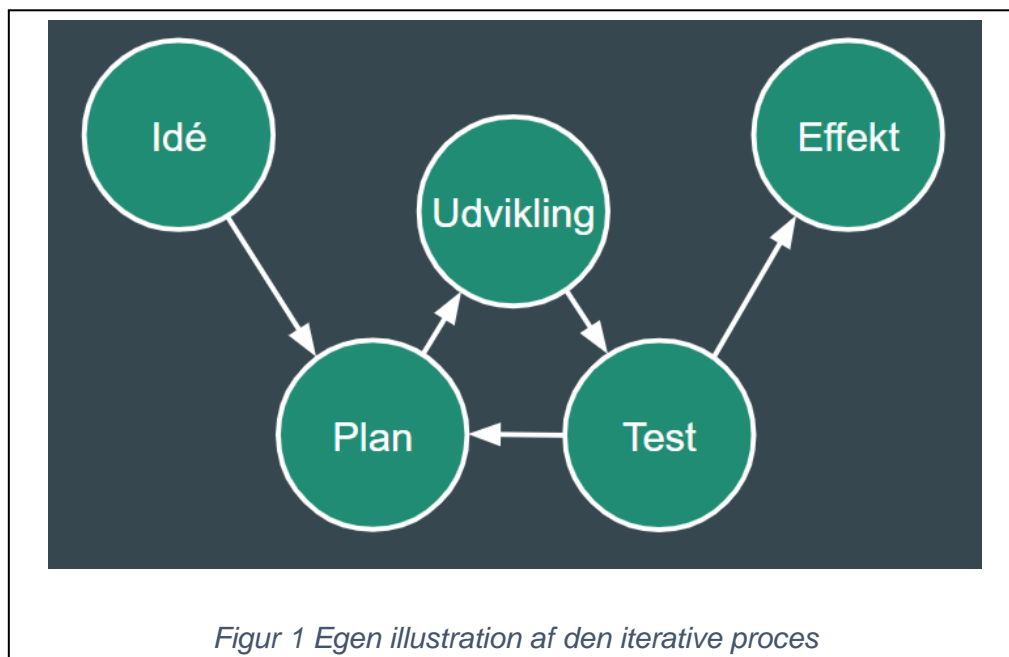 Idé
Effekt
Udvikling
Plan
Test
Figur 1 Egen illustration af den iterative proces